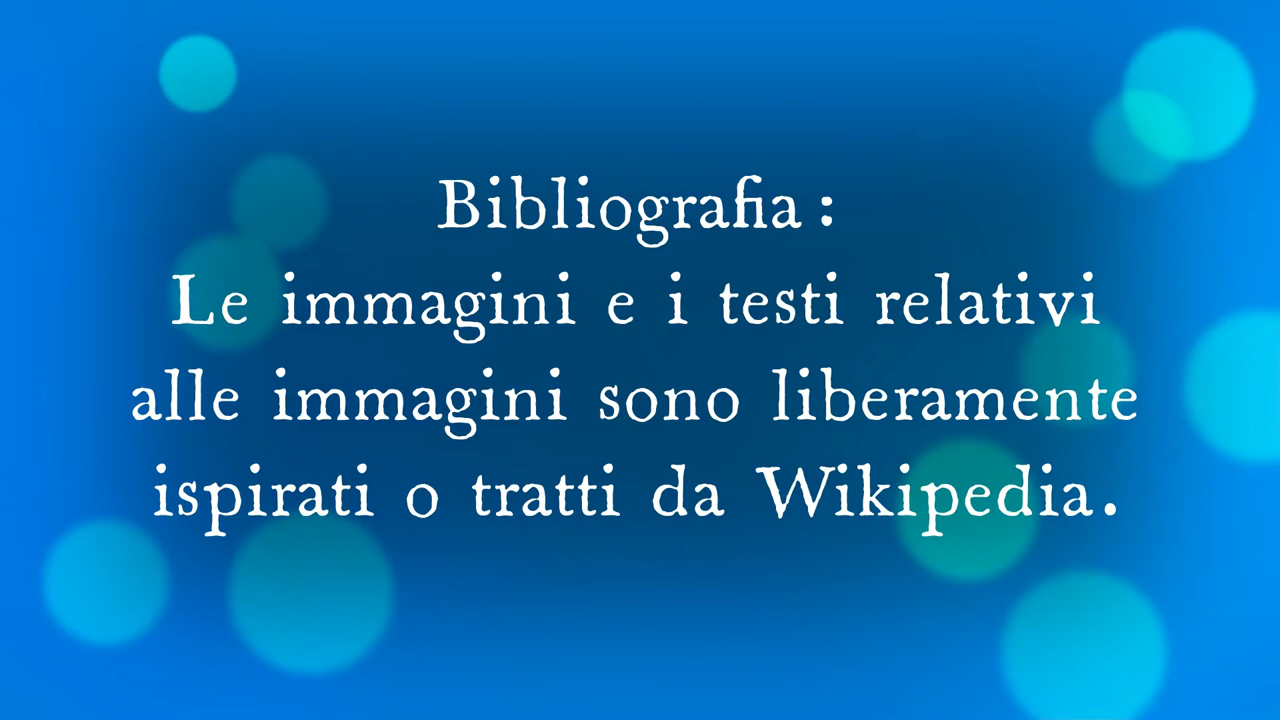 Bibliografia:
Le immagini e i testi relativi
alle immagini sono liberamente
ispirati o tratti da Wikipedia.